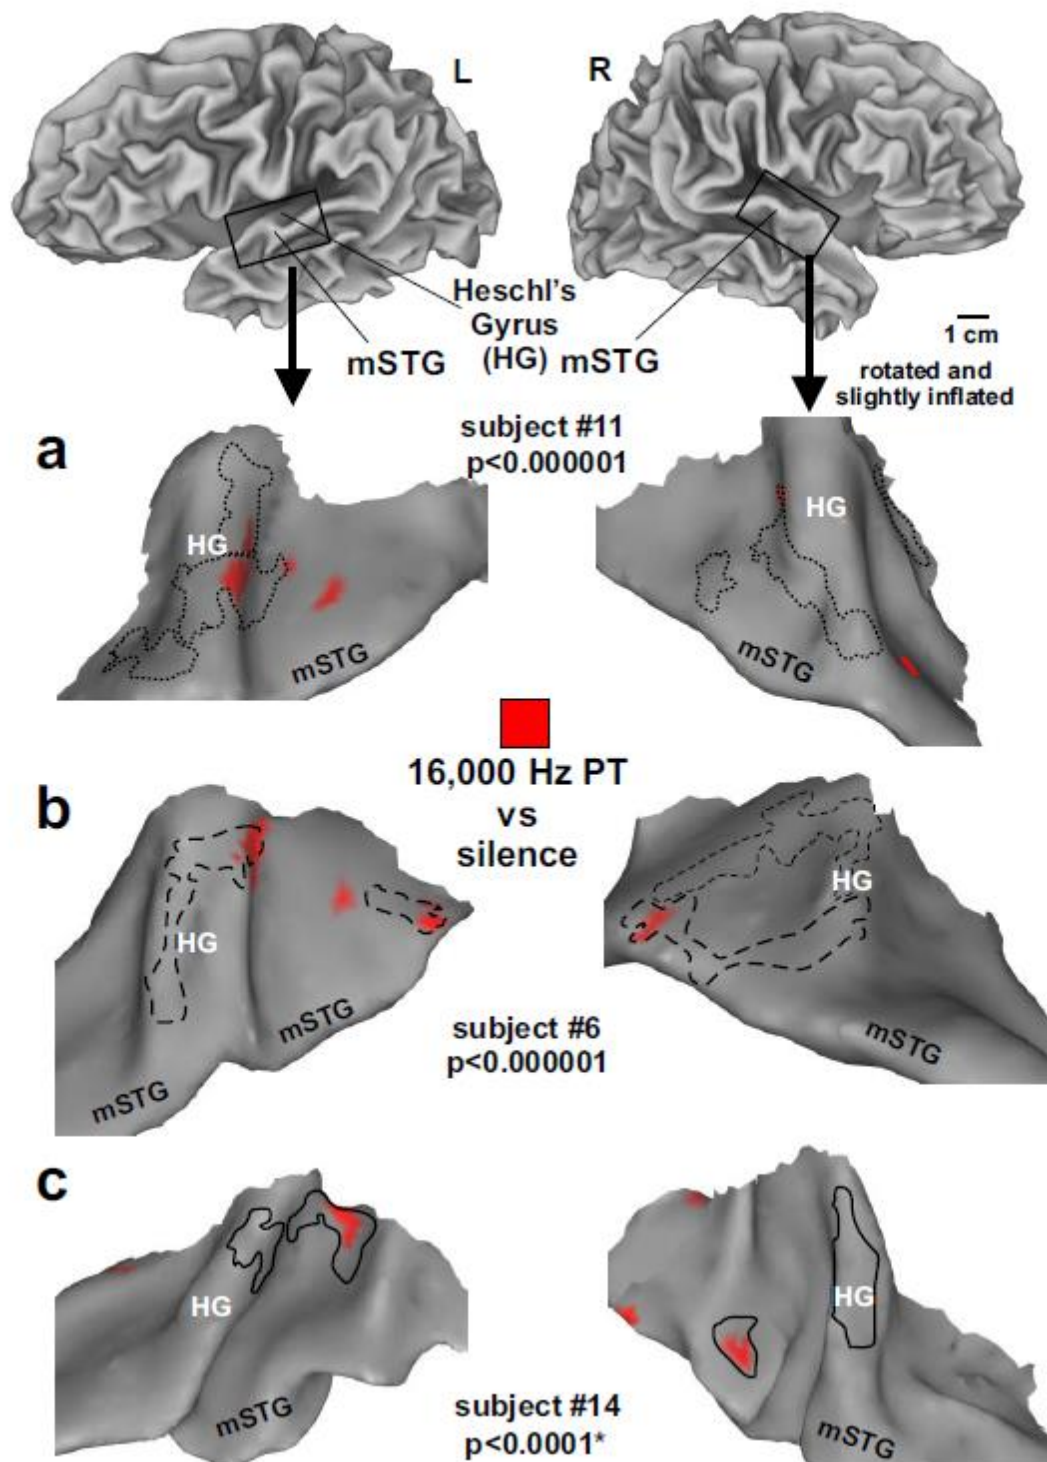 L
R
Heschl's
Gyrus
(HG)
mSTG
mSTG
1 cm
rotated and
slightly inflated
a
subject #11
p<0.000001
HG
HG
mSTG
mSTG
16,000 Hz PT
vs
silence
b
HG
HG
mSTG
mSTG
mSTG
subject #6
p<0.000001
c
HG
HG
mSTG
mSTG
subject #14
p<0.0001*